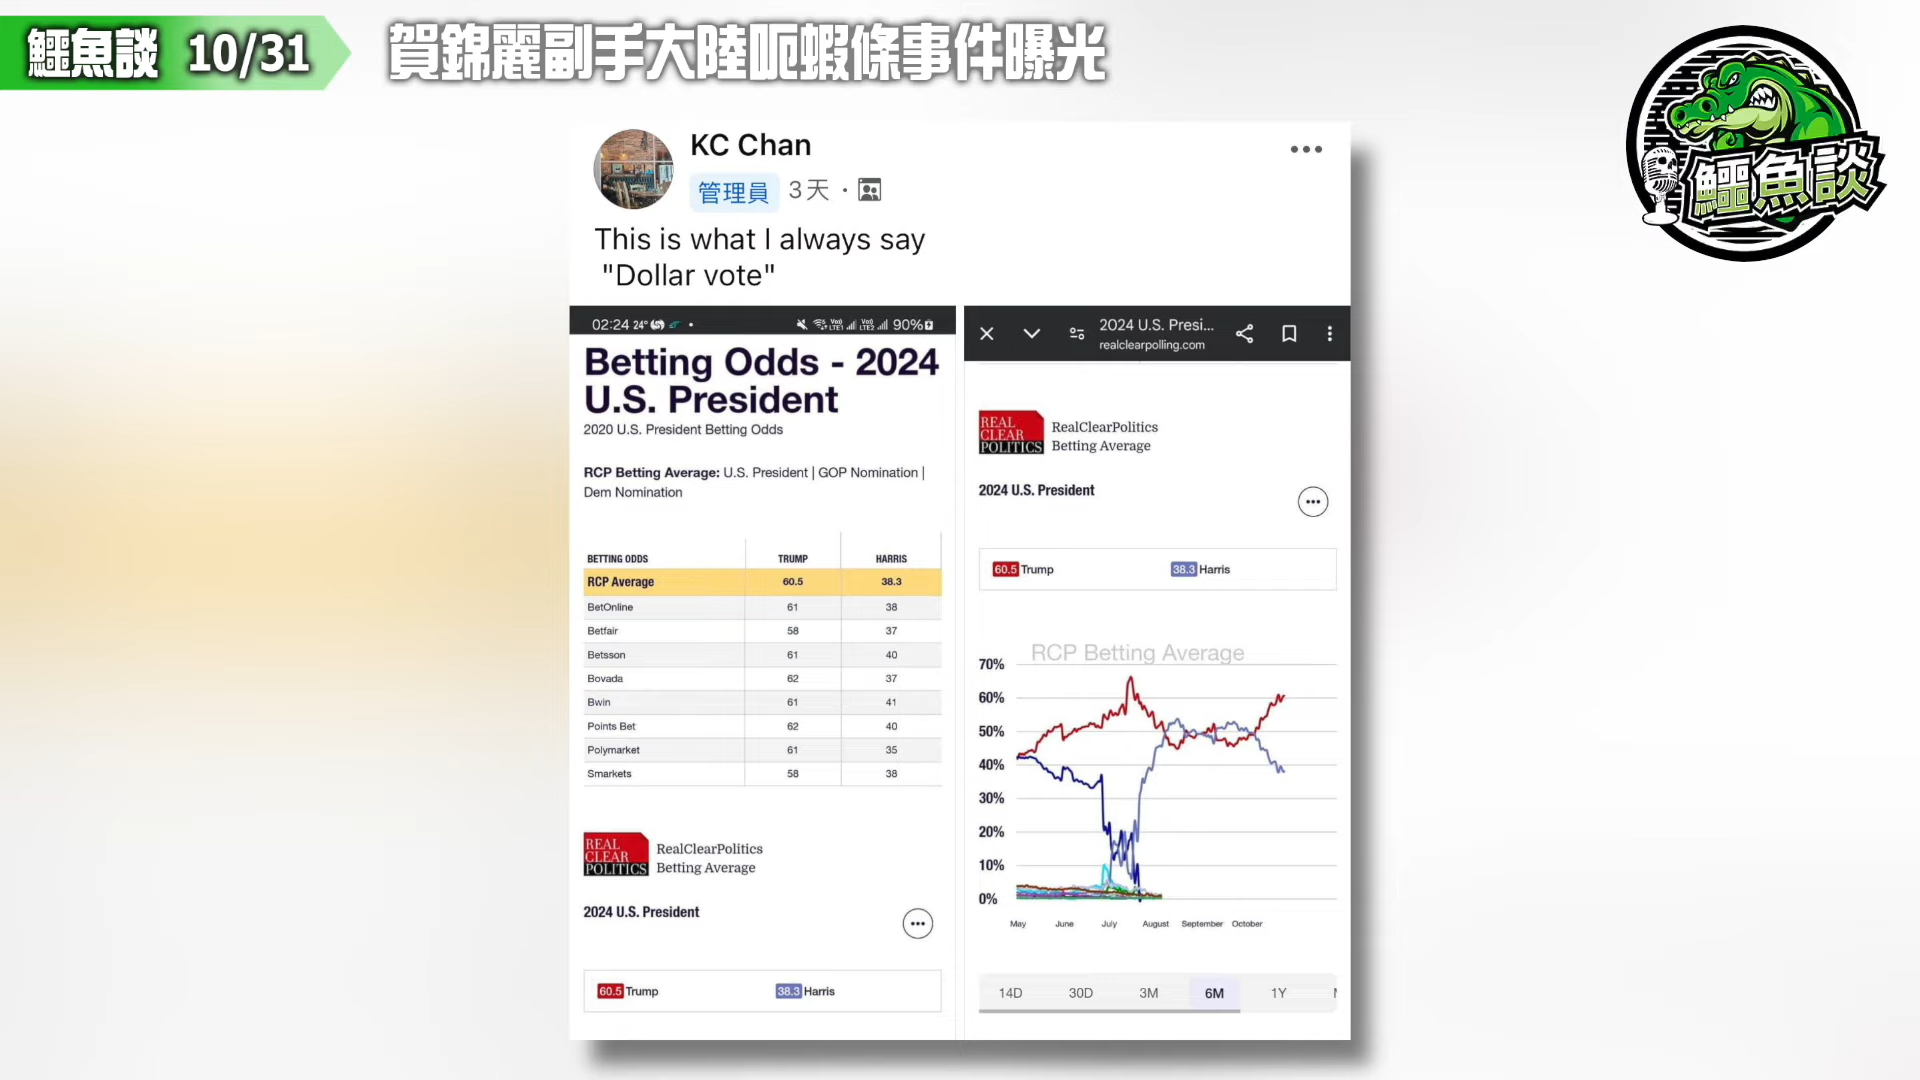 鱷魚談 10/31
賀錦麗副手大陸呃蝦條事件曝光
鱷魚談
KC Chan
管理員 3天 ·
This is what I always say
"Dollar vote"
02:24 24°
90%
Betting Odds - 2024
U.S. President
2020 U.S. President Betting Odds
RCP Betting Average: U.S. President | GOP Nomination |
Dem Nomination
BETTING ODDS TRUMP HARRIS
RCP Average 60.5 38.3
BetOnline 61 38
Betfair 58 37
Betsson 61 40
Bovada 62 37
Bwin 61 41
Points Bet 62 40
Polymarket 61 35
Smarkets 58 38
REAL
CLEAR
POLITICS
RealClearPolitics
Betting Average
2024 U.S. President
60.5 Trump 38.3 Harris
2024 U.S. Presi...
realclearpolling.com
REAL
CLEAR
POLITICS
RealClearPolitics
Betting Average
2024 U.S. President
60.5 Trump 38.3 Harris
RCP Betting Average
70%
60%
50%
40%
30%
20%
10%
0%
May June July August September October
14D 30D 3M 6M 1Y